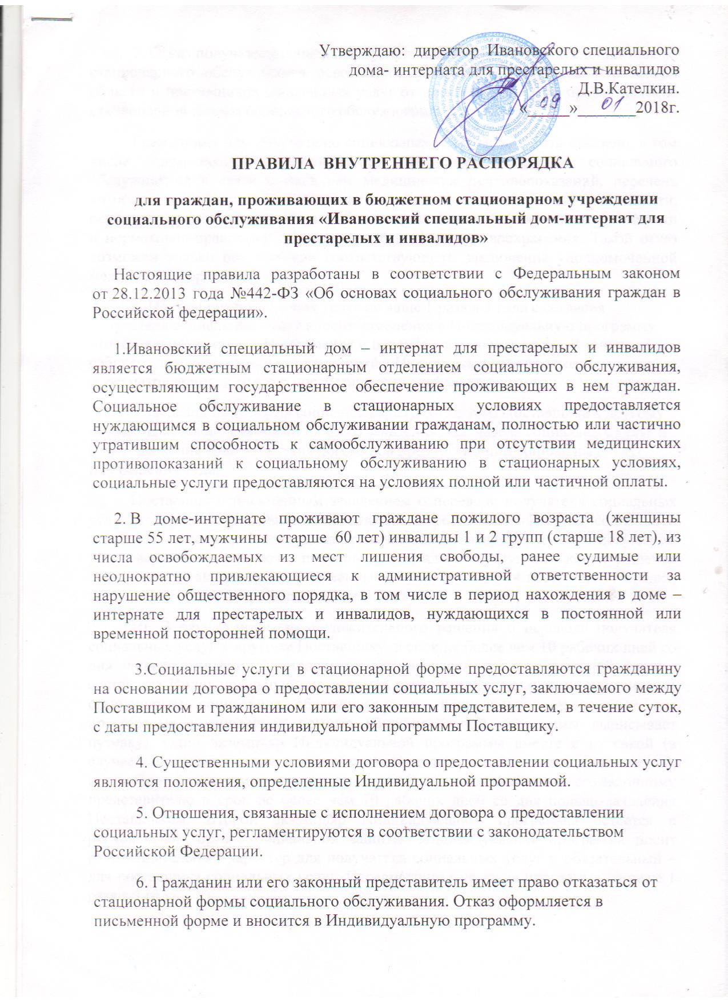 Утверждаю: директор Ивановского специального
дома- интерната для престарелых и инвалидов
Д.В.Кателкин.
«09»01 2018г.
ПРАВИЛА ВНУТРЕННЕГО РАСПОРЯДКА
для граждан, проживающих в бюджетном стационарном учреждении
социального обслуживания «Ивановский специальный дом-интернат для
престарелых и инвалидов»
Настоящие правила разработаны в соответствии с Федеральным законом
от 28.12.2013 года №442-ФЗ «Об основах социального обслуживания граждан в
Российской федерации».
1.Ивановский специальный дом – интернат для престарелых и инвалидов
является бюджетным стационарным отделением социального обслуживания,
осуществляющим государственное обеспечение проживающих в нем граждан.
Социальное обслуживание в стационарных условиях предоставляется
нуждающимся в социальном обслуживании гражданам, полностью или частично
утратившим способность к самообслуживанию при отсутствии медицинских
противопоказаний к социальному обслуживанию в стационарных условиях,
социальные услуги предоставляются на условиях полной или частичной оплаты.
2. В доме-интернате проживают граждане пожилого возраста (женщины
старше 55 лет, мужчины старше 60 лет) инвалиды 1 и 2 групп (старше 18 лет), из
числа освобождаемых из мест лишения свободы, ранее судимые или
неоднократно привлекающиеся к административной ответственности за
нарушение общественного порядка, в том числе в период нахождения в доме –
интернате для престарелых и инвалидов, нуждающихся в постоянной или
временной посторонней помощи.
3.Социальные услуги в стационарной форме предоставляются гражданину
на основании договора о предоставлении социальных услуг, заключаемого между
Поставщиком и гражданином или его законным представителем, в течение суток,
с даты предоставления индивидуальной программы Поставщику.
4. Существенными условиями договора о предоставлении социальных услуг
являются положения, определенные Индивидуальной программой.
5. Отношения, связанные с исполнением договора о предоставлении
социальных услуг, регламентируются в соответствии с законодательством
Российской Федерации.
6. Гражданин или его законный представитель имеет право отказаться от
стационарной формы социального обслуживания. Отказ оформляется в
письменной форме и вносится в Индивидуальную программу.